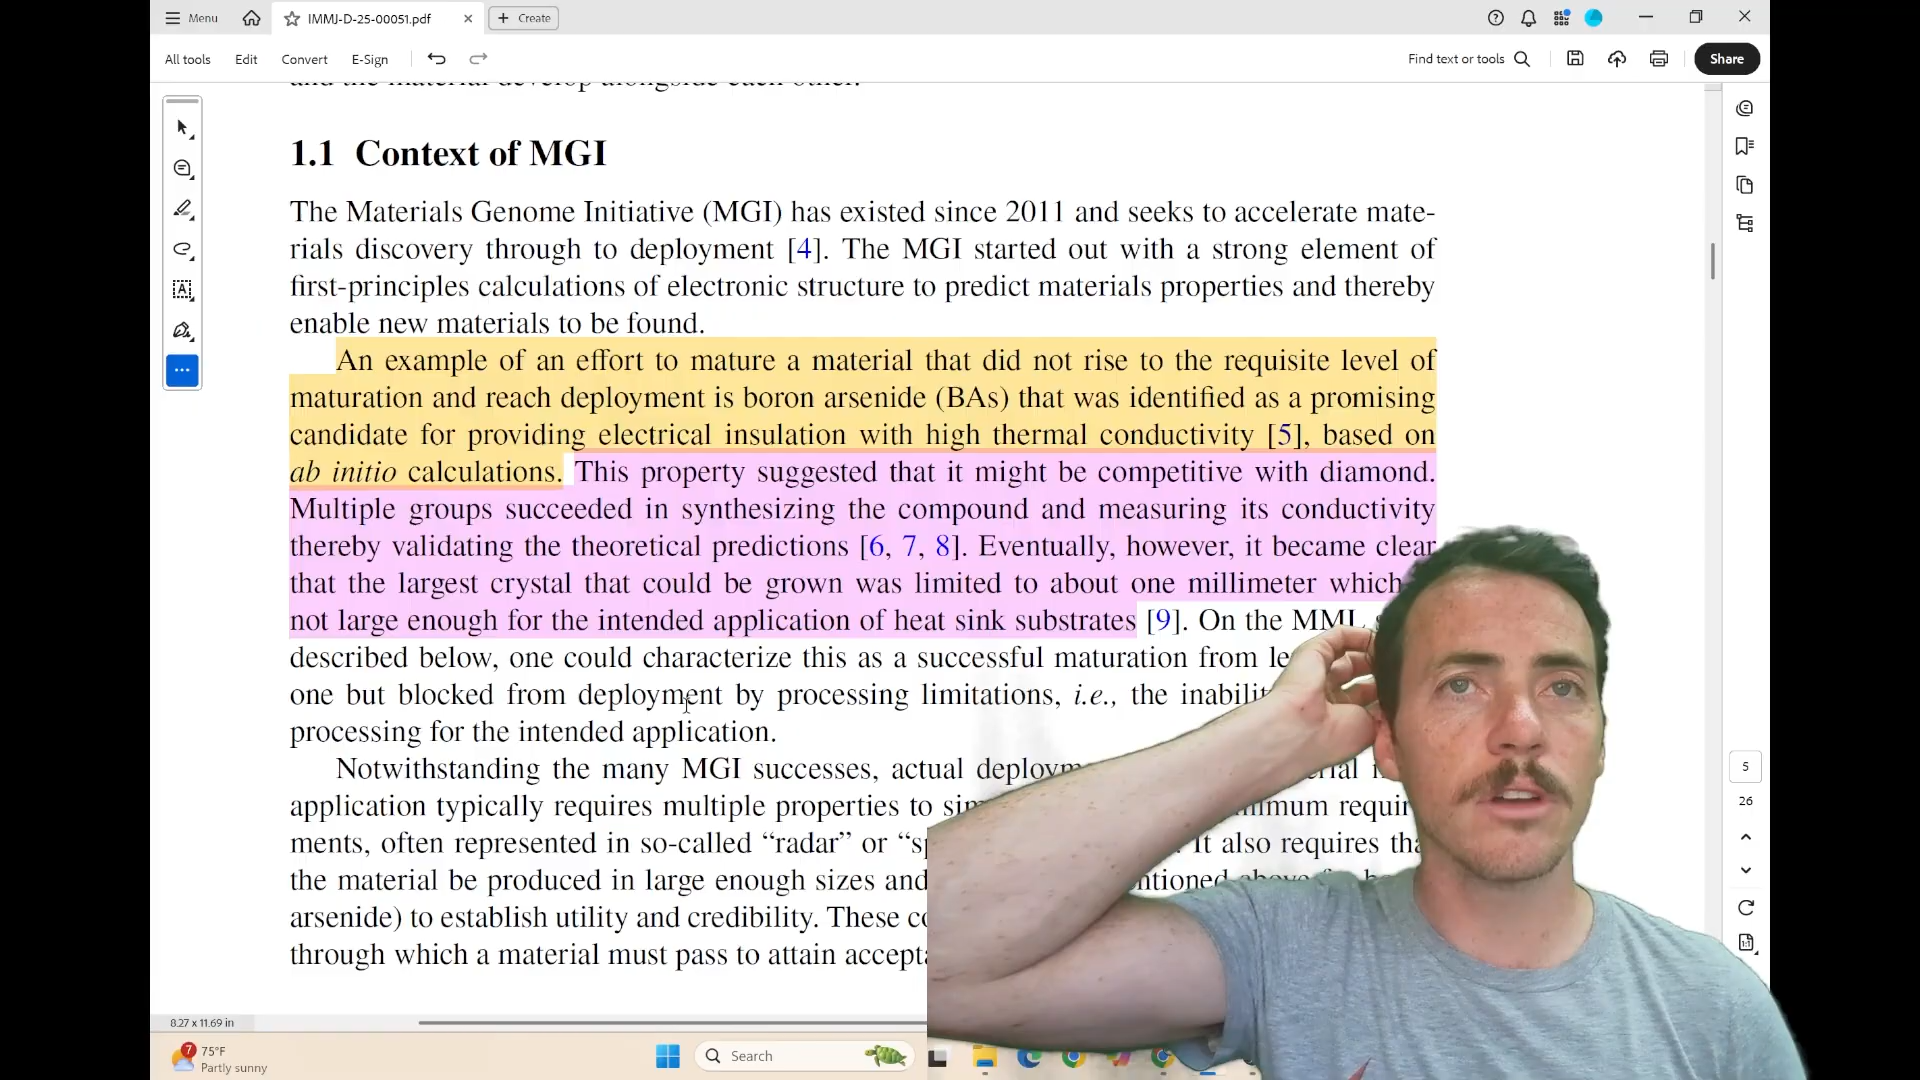 Menu
IMMJ-D-25-00051.pdf
Create
All tools
Edit
Convert
E-Sign
Find text or tools
Share
and the material develop alongside each other.
1.1 Context of MGI
The Materials Genome Initiative (MGI) has existed since 2011 and seeks to accelerate mate-
rials discovery through to deployment [4]. The MGI started out with a strong element of
first-principles calculations of electronic structure to predict materials properties and thereby
enable new materials to be found.
An example of an effort to mature a material that did not rise to the requisite level of
maturation and reach deployment is boron arsenide (BAs) that was identified as a promising
candidate for providing electrical insulation with high thermal conductivity [5], based on
ab initio calculations. This property suggested that it might be competitive with diamond.
Multiple groups succeeded in synthesizing the compound and measuring its conductivity
thereby validating the theoretical predictions [6, 7, 8]. Eventually, however, it became clear
that the largest crystal that could be grown was limited to about one millimeter which
not large enough for the intended application of heat sink substrates [9]. On the MML
described below, one could characterize this as a successful maturation from
one but blocked from deployment by processing limitations, i.e., the
processing for the intended application.
Notwithstanding the many MGI successes, actual
application typically requires multiple properties to
ments, often represented in so-called “radar” or
It also requires
the material be produced in large enough sizes and
above
arsenide) to establish utility and credibility. These
through which a material must pass to attain
5
26
8.27 x 11.69 in
7
75°F
Partly sunny
Search